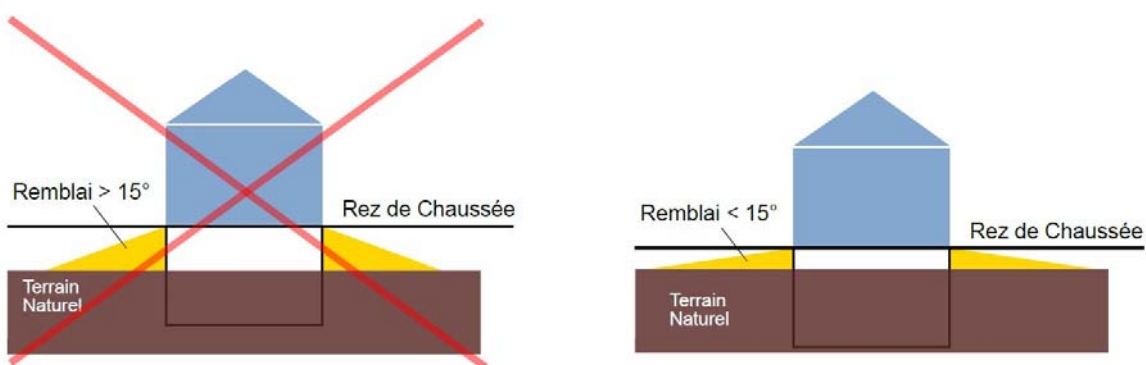 Remblai > 15°
Rez de Chaussée
Terrain
Naturel
Remblai < 15°
Rez de Chaussée
Terrain
Naturel